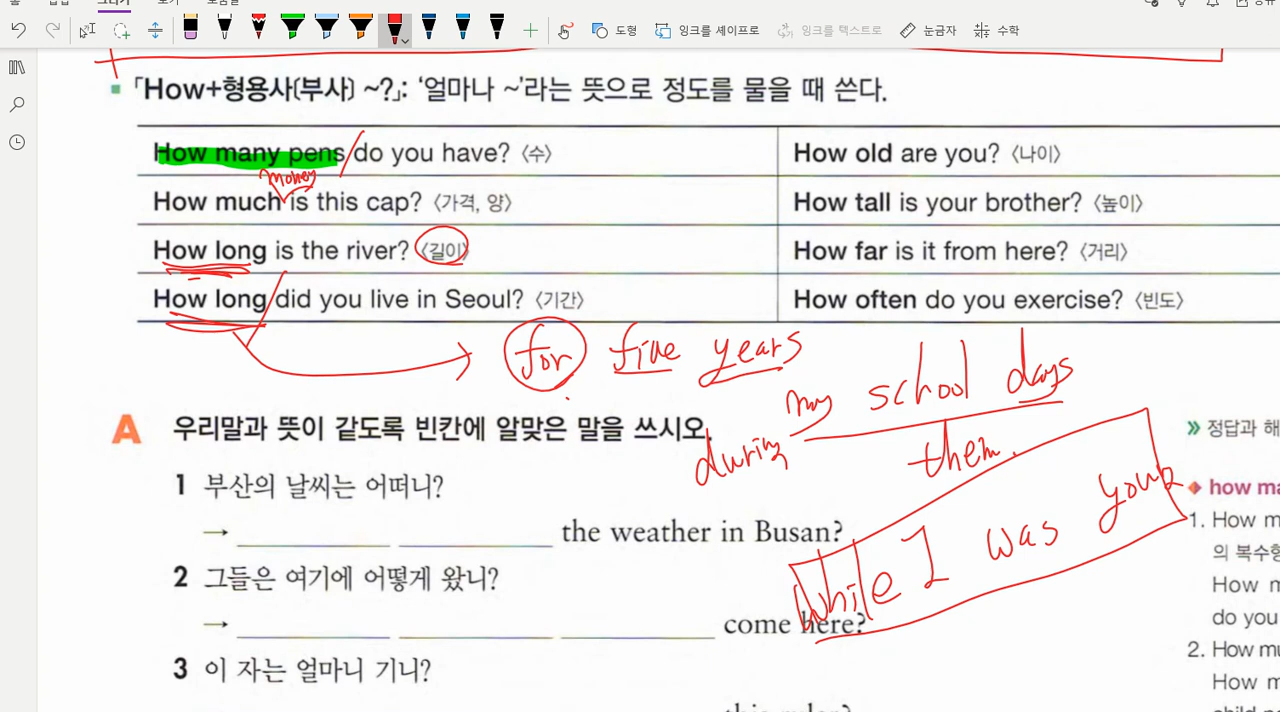 도형
잉크를 셰이프로
잉크를 텍스트로
눈금자
수학
「How+형용사(부사) ~?」: '얼마나 ~'라는 뜻으로 정도를 물을 때 쓴다.
How many pens do you have? 〈수〉
How old are you? 〈나이〉
money
How much is this cap? 〈가격, 양〉
How tall is your brother? 〈높이〉
How long is the river? 〈길이〉
How far is it from here? 〈거리〉
How long did you live in Seoul? 〈기간〉
How often do you exercise? 〈빈도〉
for five years
during my school days
them.
While I was young
A 우리말과 뜻이 같도록 빈칸에 알맞은 말을 쓰시오.
정답과 해
1 부산의 날씨는 어떠니?
→ the weather in Busan?
2 그들은 여기에 어떻게 왔니?
→ come here?
3 이 자는 얼마니 기니?
this ruler?
how ma
1. How m
의 복수형
How m
do you
2. How mu
How m